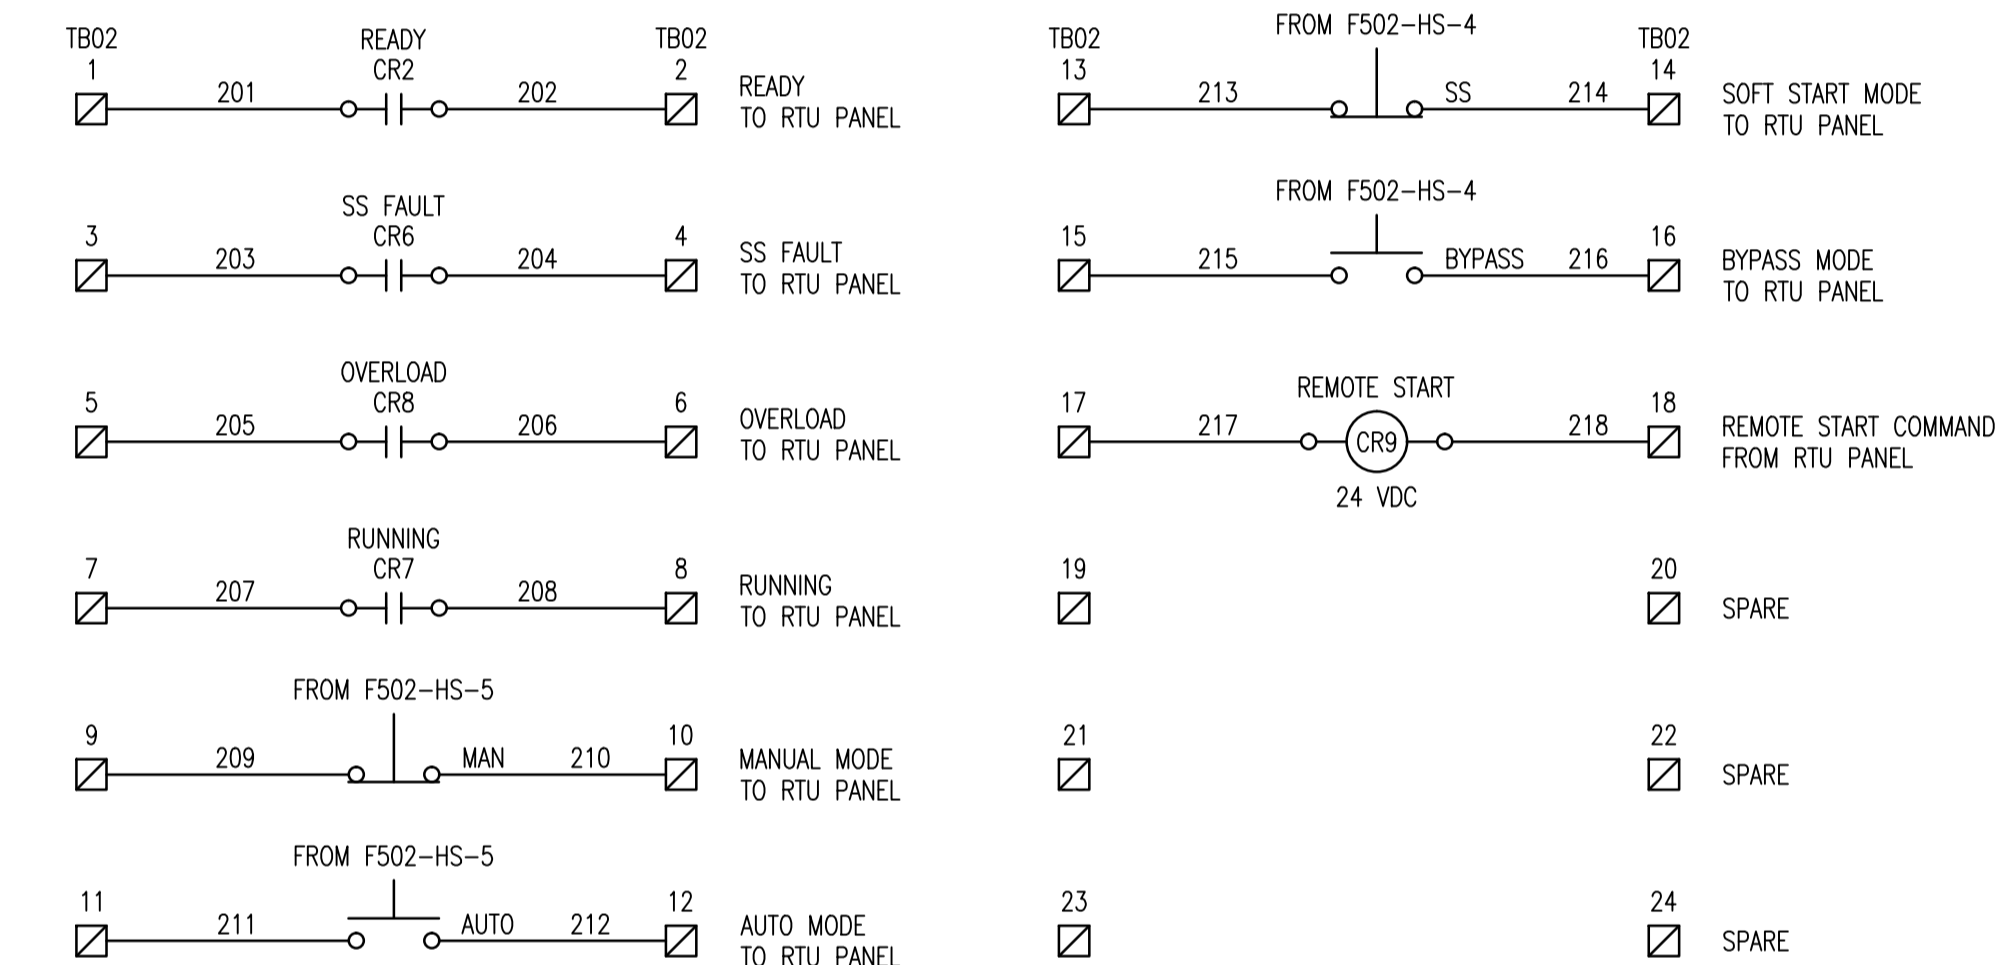 TB02
READY
TB02
1
CR2
2
201
202
READY
TO RTU PANEL
SS FAULT
3
CR6
4
203
204
SS FAULT
TO RTU PANEL
OVERLOAD
5
CR8
6
205
206
OVERLOAD
TO RTU PANEL
RUNNING
7
CR7
8
207
208
RUNNING
TO RTU PANEL
FROM F502-HS-5
9
10
209
MAN
210
MANUAL MODE
TO RTU PANEL
FROM F502-HS-5
11
12
211
AUTO
212
AUTO MODE
TO RTU PANEL
FROM F502-HS-4
TB02
TB02
13
14
213
SS
214
SOFT START MODE
TO RTU PANEL
FROM F502-HS-4
15
16
215
BYPASS
216
BYPASS MODE
TO RTU PANEL
REMOTE START
17
18
217
CR9
218
REMOTE START COMMAND
FROM RTU PANEL
24 VDC
19
20
SPARE
21
22
SPARE
23
24
SPARE